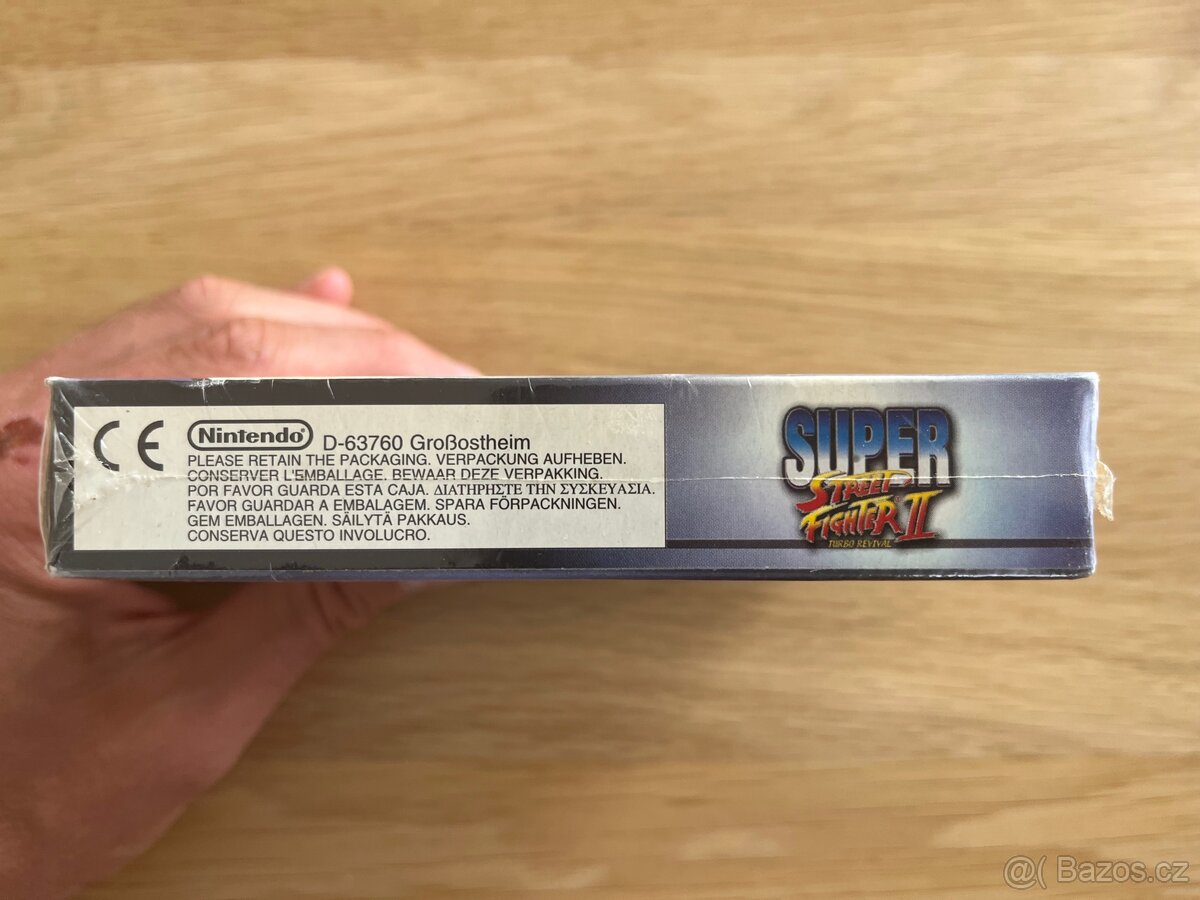 CE Nintendo® D-63760 Großostheim
PLEASE RETAIN THE PACKAGING. VERPACKUNG AUFHEBEN.
CONSERVER L'EMBALLAGE. BEWAAR DEZE VERPAKKING.
POR FAVOR GUARDA ESTA CAJA. ΔΙΑΤΗΡΗΣΤΕ ΤΗΝ ΣΥΣΚΕΥΑΣΙΑ.
FAVOR GUARDAR A EMBALAGEM. SPARA FÖRPACKNINGEN.
GEM EMBALLAGEN. SÄILYTÄ PAKKAUS.
CONSERVA QUESTO INVOLUCRO.
SUPER
STREET
FIGHTER II
TURBO REVIVAL
@( Bazos.cz